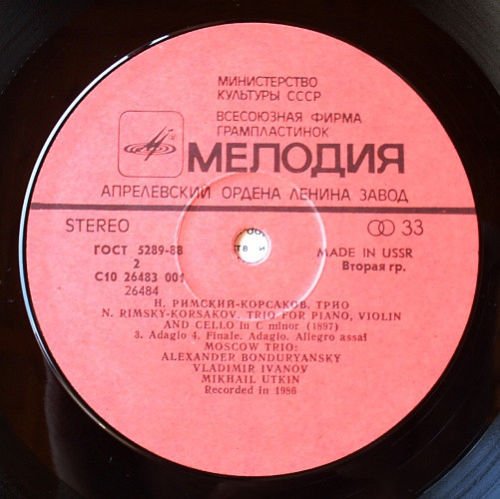 МИНИСТЕРСТВО
КУЛЬТУРЫ СССР
ВСЕСОЮЗНАЯ ФИРМА
ГРАМПЛАСТИНОК
МЕЛОДИЯ
АПРЕЛЕВСКИЙ ОРДЕНА ЛЕНИНА ЗАВОД
STEREO 33
ГОСТ 5289-88 MADE IN USSR
2 Вторая гр.
С10 26483 001
26484
Н. РИМСКИЙ-КОРСАКОВ. ТРИО
N. RIMSKY-KORSAKOV. TRIO FOR PIANO, VIOLIN
AND CELLO in C minor (1897)
3. Adagio 4. Finale. Adagio. Allegro assai
MOSCOW TRIO:
ALEXANDER BONDURYANSKY
VLADIMIR IVANOV
MIKHAIL UTKIN
Recorded in 1986